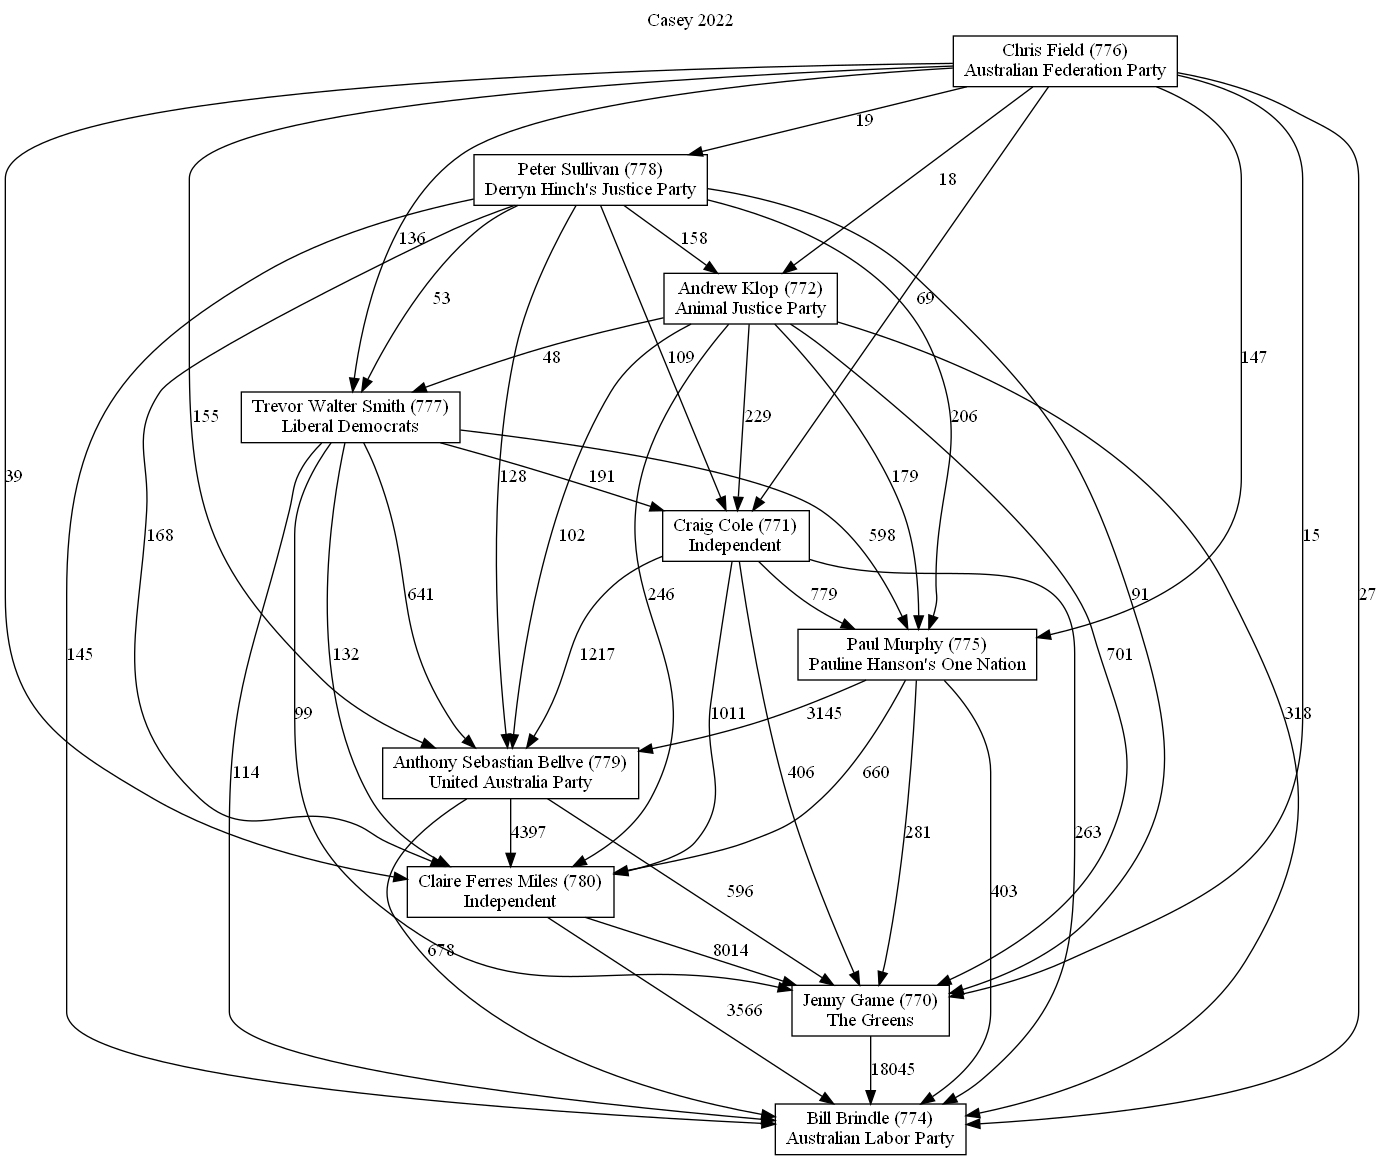 Casey 2022
Chris Field (776)
Australian Federation Party
19
Peter Sullivan (778)
Derryn Hinch's Justice Party
18
136
158
53
Andrew Klop (772)
Animal Justice Party
69
48
109
147
Trevor Walter Smith (777)
Liberal Democrats
155
229
206
39
128
191
179
168
102
598
15
Craig Cole (771)
Independent
641
246
779
91
27
Paul Murphy (775)
Pauline Hanson's One Nation
145
132
1217
701
99
1011
3145
318
Anthony Sebastian Bellve (779)
United Australia Party
114
406
660
4397
281
263
Claire Ferres Miles (780)
Independent
596
403
678
8014
Jenny Game (770)
The Greens
3566
18045
Bill Brindle (774)
Australian Labor Party